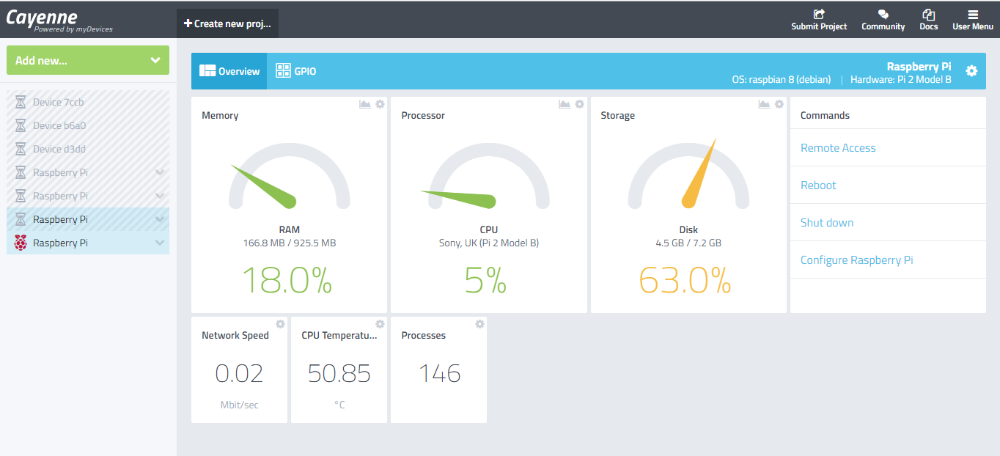 Cayenne
Powered by myDevices
Create new proj...
Submit Project
Community
Docs
User Menu
Add new...
Device 7ccb
Device b6a0
Device d3dd
Raspberry Pi
Raspberry Pi
Raspberry Pi
Raspberry Pi
Overview
GPIO
Raspberry Pi
OS: raspbian 8 (debian) | Hardware: Pi 2 Model B
Memory
RAM
166.8 MB / 925.5 MB
18.0%
Processor
CPU
Sony, UK (Pi 2 Model B)
5%
Storage
Disk
4.5 GB / 7.2 GB
63.0%
Commands
Remote Access
Reboot
Shut down
Configure Raspberry Pi
Network Speed
0.02
Mbit/sec
CPU Temperatu...
50.85
°C
Processes
146